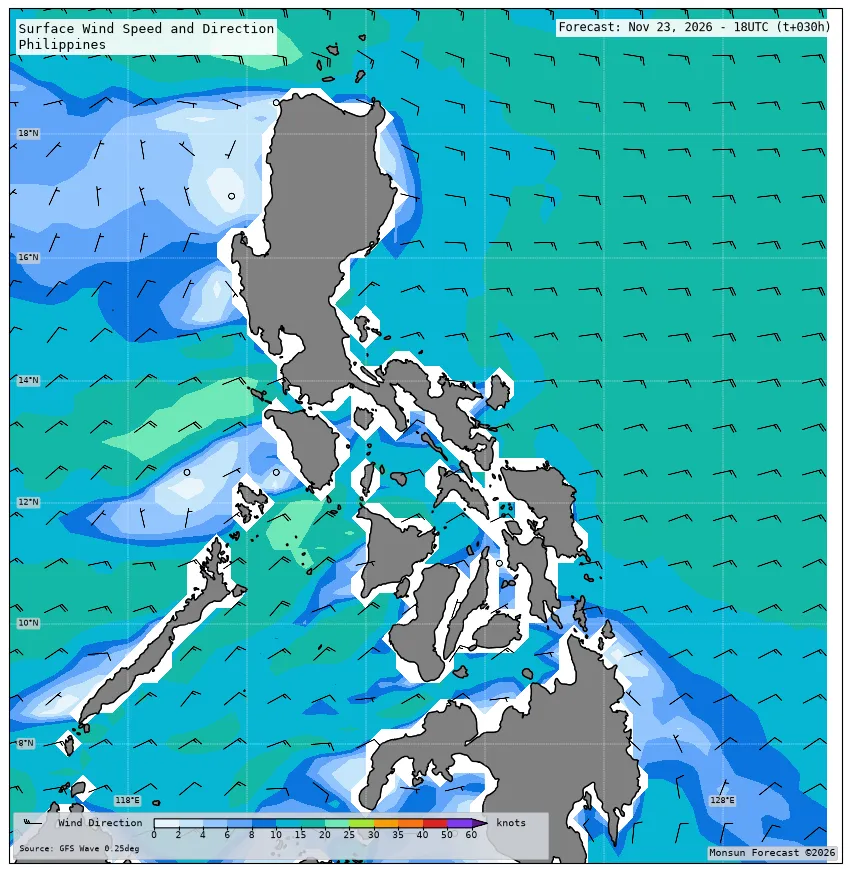 Surface Wind Speed and Direction
Philippines
Forecast: Nov 23, 2026 - 18UTC (t+030h)
18°N
16°N
14°N
12°N
10°N
8°N
118°E
128°E
Wind Direction
knots
0 2 4 6 8 10 15 20 25 30 35 40 50 60
Source: GFS Wave 0.25deg
Monsun Forecast ©2026